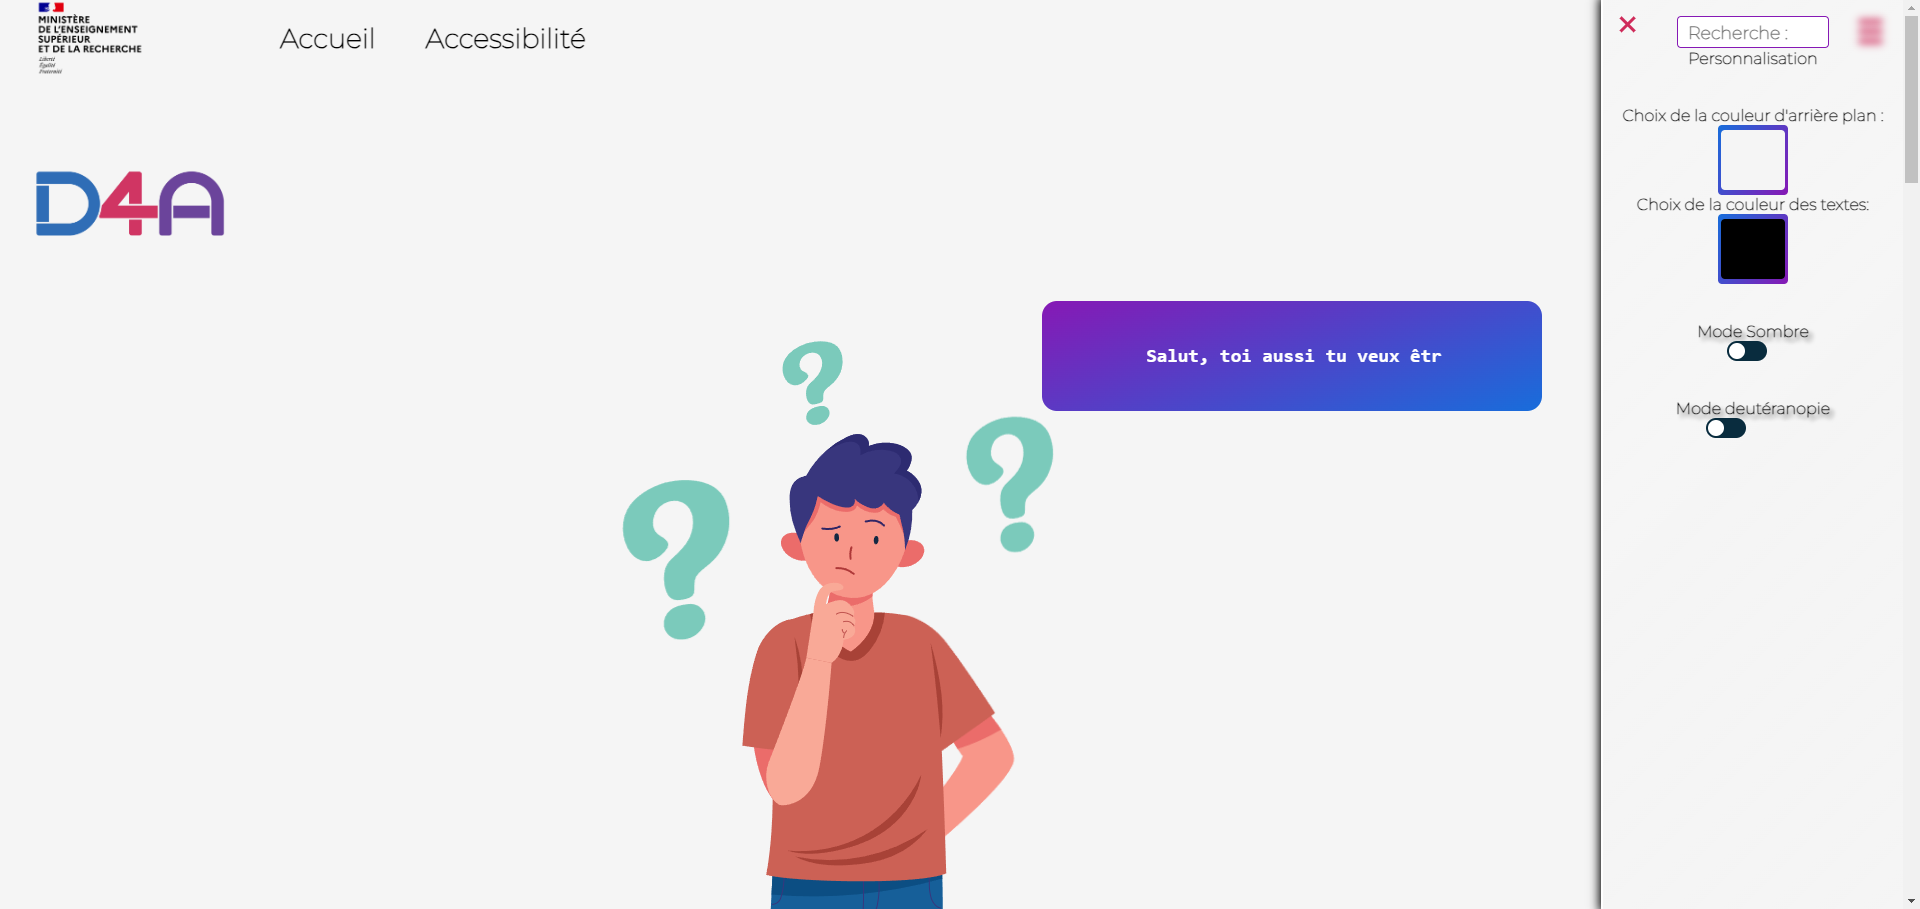 MINISTÈRE
DE L'ENSEIGNEMENT
SUPÉRIEUR
ET DE LA RECHERCHE
Liberté
Égalité
Fraternité
Accueil
Accessibilité
D4A
Salut, toi aussi tu veux êtr
Recherche :
Personnalisation
Choix de la couleur d'arrière plan :
Choix de la couleur des textes:
Mode Sombre
Mode deutéranopie